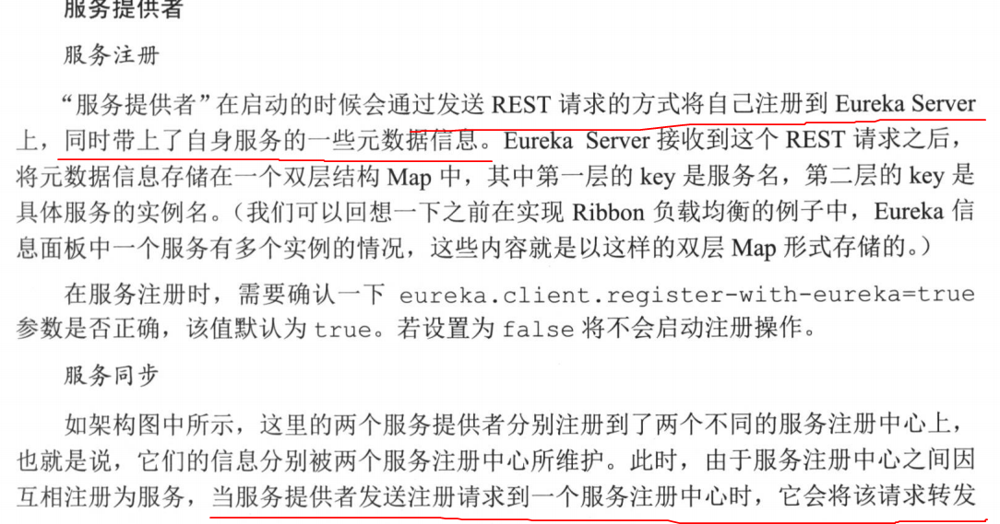 服务提供者
服务注册
“服务提供者”在启动的时候会通过发送 REST 请求的方式将自己注册到 Eureka Server
上，同时带上了自身服务的一些元数据信息。Eureka Server 接收到这个 REST 请求之后，
将元数据信息存储在一个双层结构 Map 中，其中第一层的 key 是服务名，第二层的 key 是
具体服务的实例名。（我们可以回想一下之前在实现 Ribbon 负载均衡的例子中，Eureka 信
息面板中一个服务有多个实例的情况，这些内容就是以这样的双层 Map 形式存储的。）
在服务注册时，需要确认一下 eureka.client.register-with-eureka=true
参数是否正确，该值默认为 true。若设置为 false 将不会启动注册操作。
服务同步
如架构图中所示，这里的两个服务提供者分别注册到了两个不同的服务注册中心上，
也就是说，它们的信息分别被两个服务注册中心所维护。此时，由于服务注册中心之间因
互相注册为服务，当服务提供者发送注册请求到一个服务注册中心时，它会将该请求转发